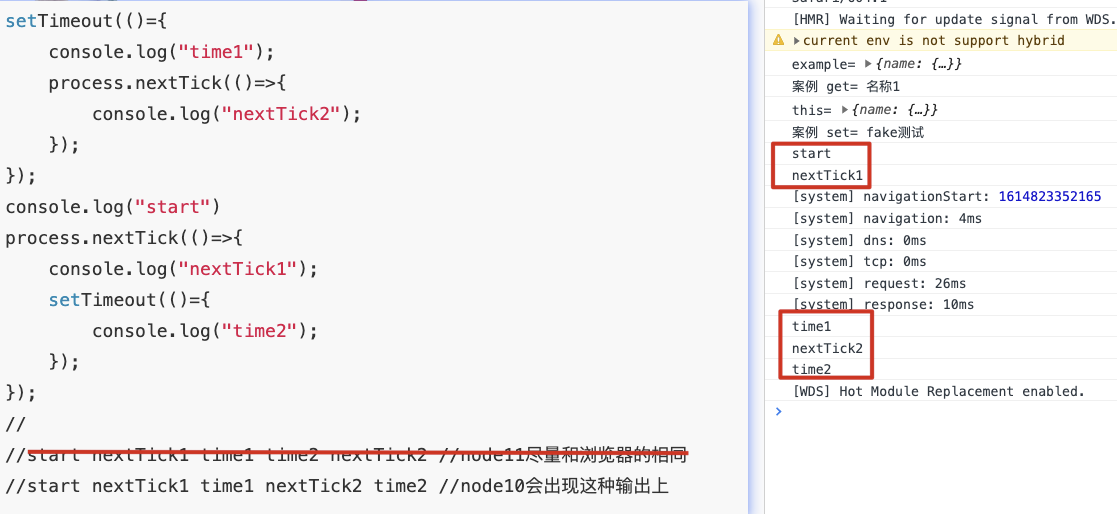 setTimeout(()={
console.log("time1");
process.nextTick(()=>{
console.log("nextTick2");
});
});
console.log("start")
process.nextTick(()=>{
console.log("nextTick1");
setTimeout(()={
console.log("time2");
});
});
//
//start nextTick1 time1 time2 nextTick2 //node11尽量和浏览器的相同
//start nextTick1 time1 nextTick2 time2 //node10会出现这种输出上
[HMR] Waiting for update signal from WDS.
current env is not support hybrid
example= {name: {…}}
案例 get= 名称1
this= {name: {…}}
案例 set= fake测试
start
nextTick1
[system] navigationStart: 1614823352165
[system] navigation: 4ms
[system] dns: 0ms
[system] tcp: 0ms
[system] request: 26ms
[system] response: 10ms
time1
nextTick2
time2
[WDS] Hot Module Replacement enabled.